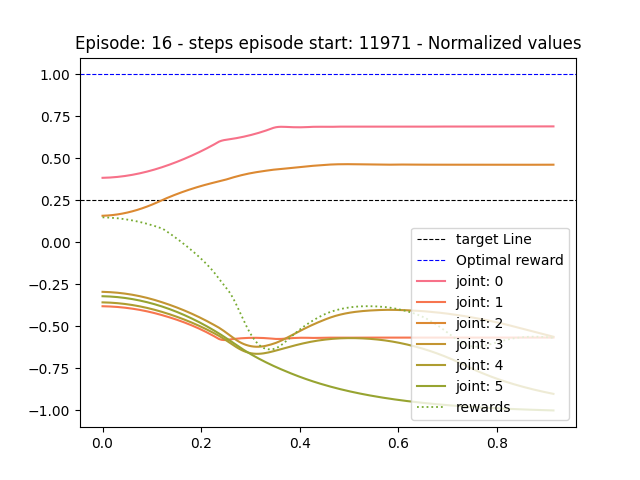 Episode: 16 - steps episode start: 11971 - Normalized values
1.00
0.75
0.50
0.25
0.00
−0.25
−0.50
−0.75
−1.00
target Line
Optimal reward
joint: 0
joint: 1
joint: 2
joint: 3
joint: 4
joint: 5
rewards
0.0 0.2 0.4 0.6 0.8